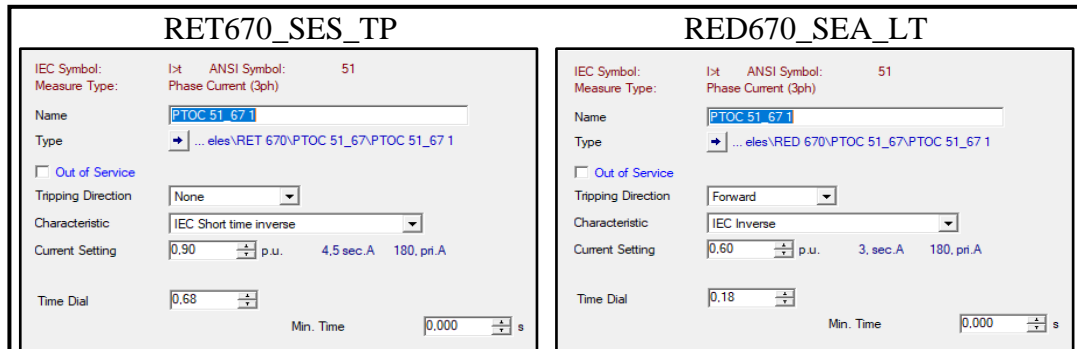 RET670_SES_TP
IEC Symbol: I>t ANSI Symbol: 51
Measure Type: Phase Current (3ph)
Name PTOC 51_67 1
Type ... eles\RET 670\PTOC 51_67\PTOC 51_67 1
Out of Service
Tripping Direction None
Characteristic IEC Short time inverse
Current Setting 0,90 p.u. 4,5 sec.A 180, pri.A
Time Dial 0,68
Min. Time 0,000 s
RED670_SEA_LT
IEC Symbol: I>t ANSI Symbol: 51
Measure Type: Phase Current (3ph)
Name PTOC 51_67 1
Type ... eles\RED 670\PTOC 51_67\PTOC 51_67 1
Out of Service
Tripping Direction Forward
Characteristic IEC Inverse
Current Setting 0,60 p.u. 3, sec.A 180, pri.A
Time Dial 0,18
Min. Time 0,000 s